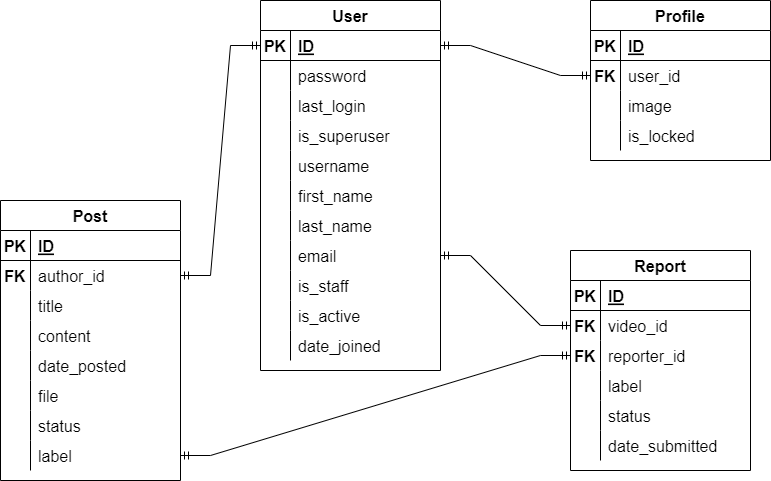 User
PK ID
password
last_login
is_superuser
username
first_name
last_name
email
is_staff
is_active
date_joined
Profile
PK ID
FK user_id
image
is_locked
Post
PK ID
FK author_id
title
content
date_posted
file
status
label
Report
PK ID
FK video_id
FK reporter_id
label
status
date_submitted